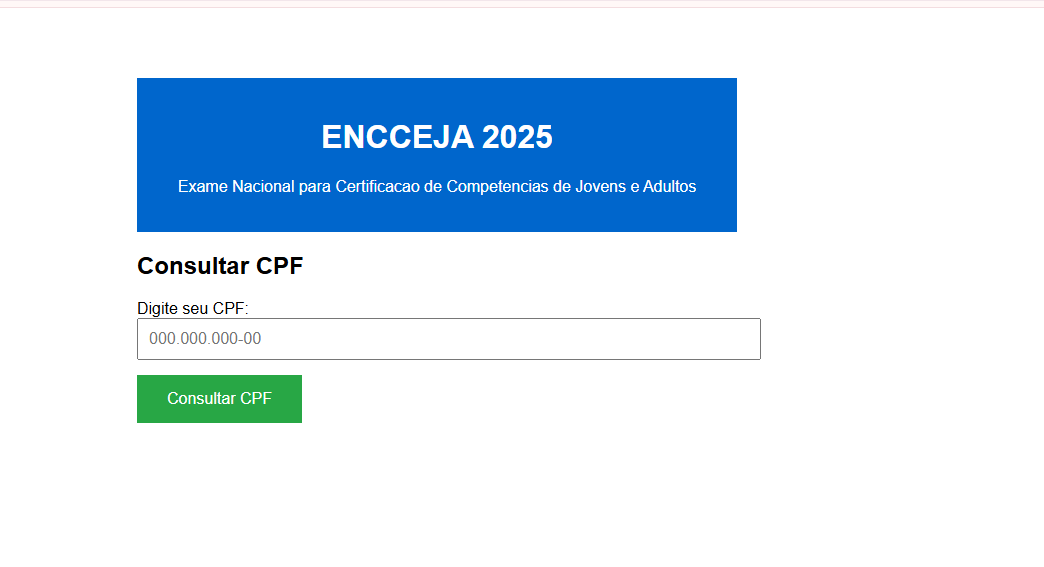 ENCCEJA 2025
Exame Nacional para Certificacao de Competencias de Jovens e Adultos
Consultar CPF
Digite seu CPF:
000.000.000-00
Consultar CPF